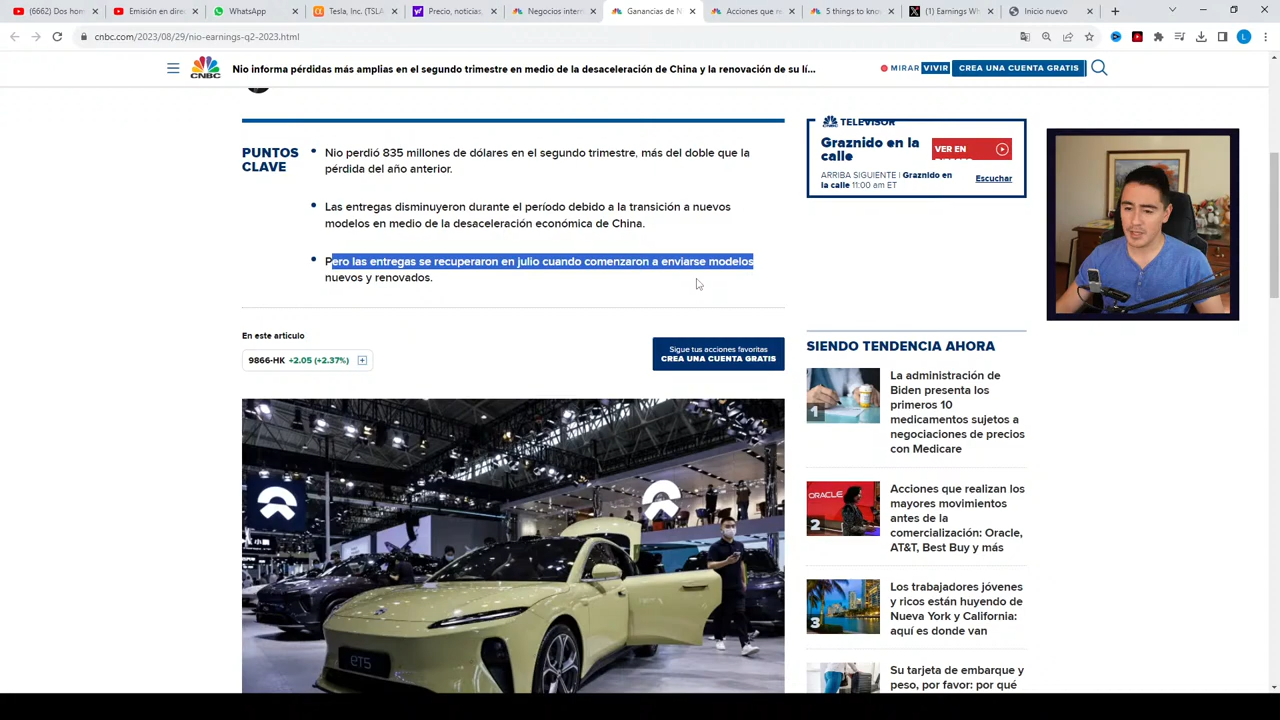 (6662) Dos h
Emisión en dire
WhatsApp
Tesla, Inc. (TSLA
Precio, noticias,
Negocios intern
Ganancias de N
Acciones que re
5 things to kno
(1) Earnings Wh
Inicio nuevo
cnbc.com/2023/08/29/nio-earnings-q2-2023.html
L
CNBC
Nio informa pérdidas más amplias en el segundo trimestre en medio de la desaceleración de China y la renovación de su lí...
MIRAR VIVIR
CREA UNA CUENTA GRATIS
PUNTOS
CLAVE
Nio perdió 835 millones de dólares en el segundo trimestre, más del doble que la
pérdida del año anterior.
Las entregas disminuyeron durante el período debido a la transición a nuevos
modelos en medio de la desaceleración económica de China.
Pero las entregas se recuperaron en julio cuando comenzaron a enviarse modelos
nuevos y renovados.
En este artículo
9866-HK +2.05 (+2.37%)
Sigue tus acciones favoritas
CREA UNA CUENTA GRATIS
ET5
TELEVISOR
Graznido en la
calle
VER EN
ARRIBA SIGUIENTE | Graznido en
la calle 11:00 am ET
Escuchar
SIENDO TENDENCIA AHORA
1
La administración de
Biden presenta los
primeros 10
medicamentos sujetos a
negociaciones de precios
con Medicare
ORACLE
2
Acciones que realizan los
mayores movimientos
antes de la
comercialización: Oracle,
AT&T, Best Buy y más
3
Los trabajadores jóvenes
y ricos están huyendo de
Nueva York y California:
aquí es donde van
Su tarjeta de embarque y
peso, por favor: por qué